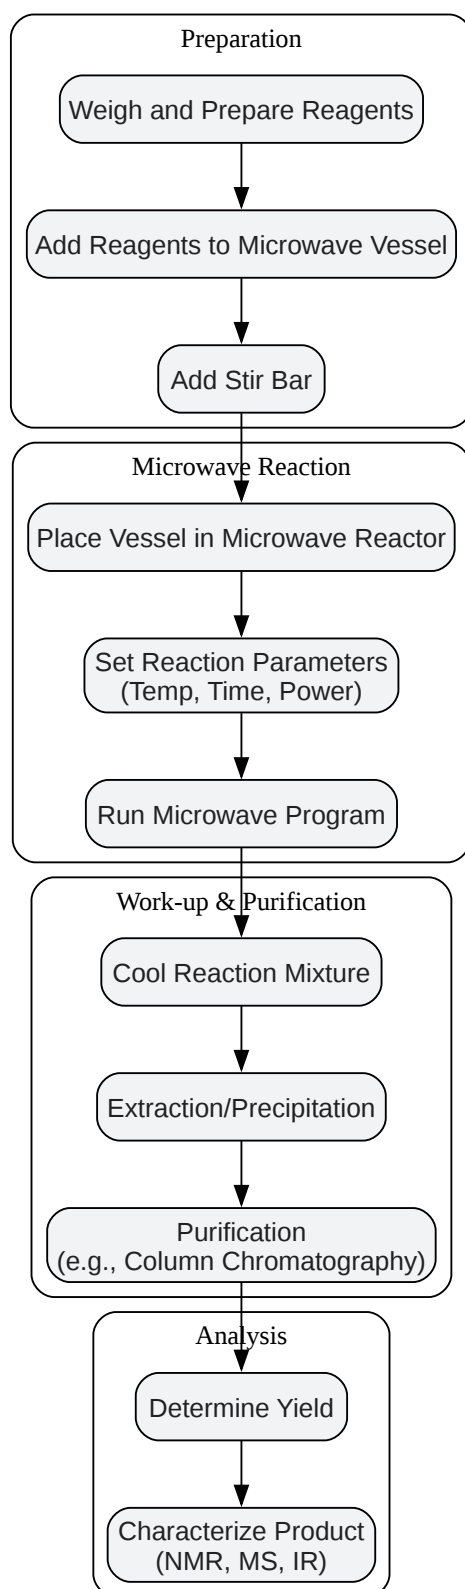 Preparation
Weigh and Prepare Reagents
Add Reagents to Microwave Vessel
Add Stir Bar
Microwave Reaction
Place Vessel in Microwave Reactor
Set Reaction Parameters
(Temp, Time, Power)
Run Microwave Program
Work-up & Purification
Cool Reaction Mixture
Extraction/Precipitation
Purification
(e.g., Column Chromatography)
Analysis
Determine Yield
Characterize Product
(NMR, MS, IR)